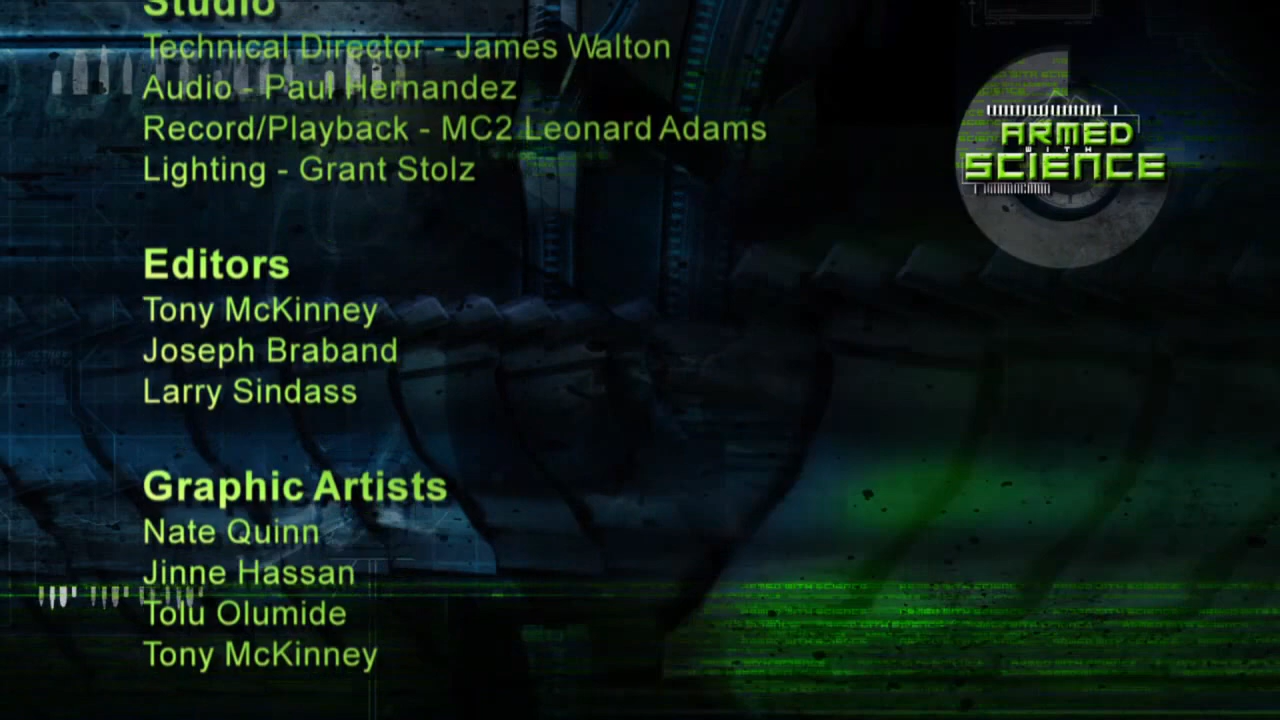 Studio
Technical Director - James Walton
Audio - Paul Hernandez
Record/Playback - MC2 Leonard Adams
Lighting - Grant Stolz
Editors
Tony McKinney
Joseph Braband
Larry Sindass
Graphic Artists
Nate Quinn
Jinne Hassan
Tolu Olumide
Tony McKinney
ARMED
WITH
SCIENCE